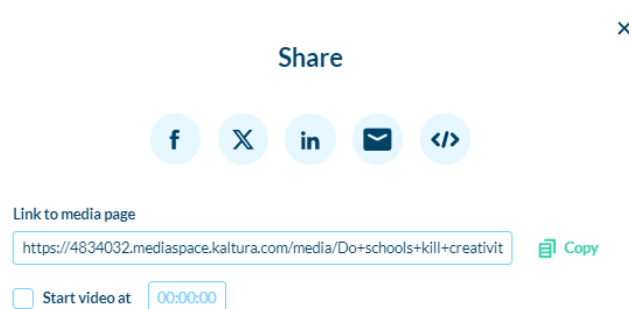 Share
f X in </>
Link to media page
https://4834032.mediaspace.kaltura.com/media/Do+schools+kill+creativit
Copy
Start video at 00:00:00